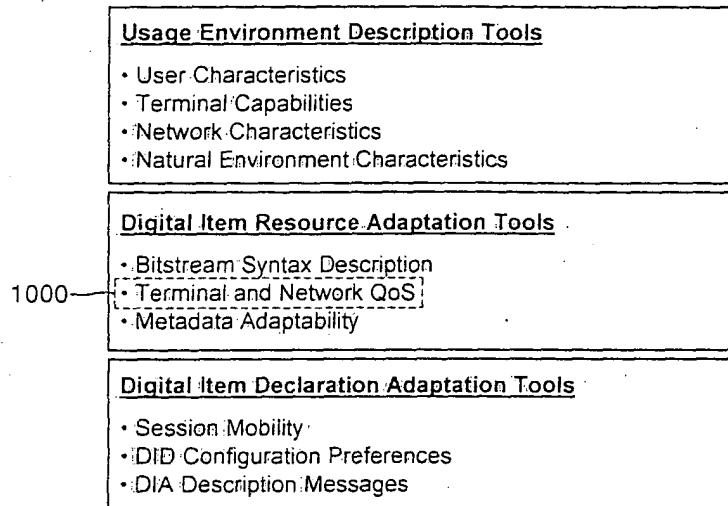 Usage Environment Description Tools
• User Characteristics
• Terminal Capabilities
• Network Characteristics
• Natural Environment Characteristics
Digital Item Resource Adaptation Tools
• Bitstream Syntax Description
1000 • Terminal and Network QoS
• Metadata Adaptability
Digital Item Declaration Adaptation Tools
• Session Mobility
• DID Configuration Preferences
• DIA Description Messages